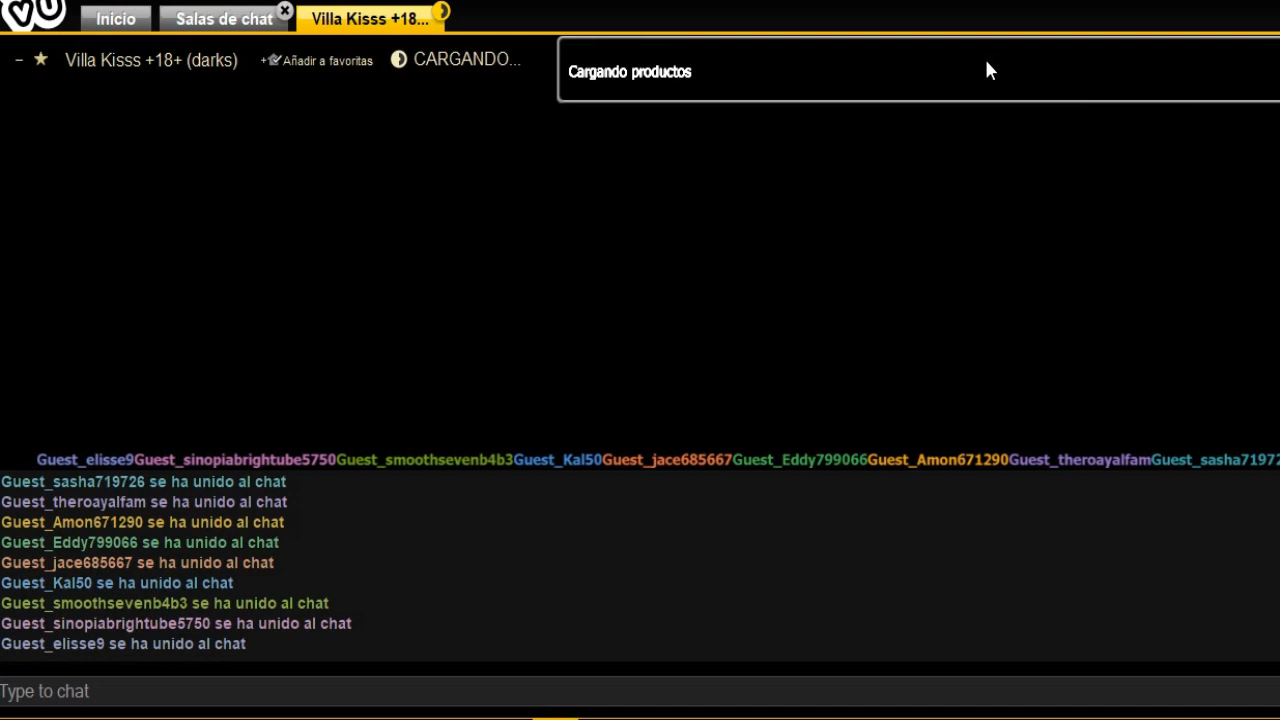 Inicio Salas de chat Villa Kisss +18...
– ★ Villa Kisss +18+ (darks) + Añadir a favoritas CARGANDO...
Cargando productos
Guest_elisse9Guest_sinopiabrightube5750Guest_smoothsevenb4b3Guest_Kal50Guest_jace685667Guest_Eddy799066Guest_Amon671290Guest_theroayalfamGuest_sasha71972
Guest_sasha719726 se ha unido al chat
Guest_theroayalfam se ha unido al chat
Guest_Amon671290 se ha unido al chat
Guest_Eddy799066 se ha unido al chat
Guest_jace685667 se ha unido al chat
Guest_Kal50 se ha unido al chat
Guest_smoothsevenb4b3 se ha unido al chat
Guest_sinopiabrightube5750 se ha unido al chat
Guest_elisse9 se ha unido al chat
Type to chat